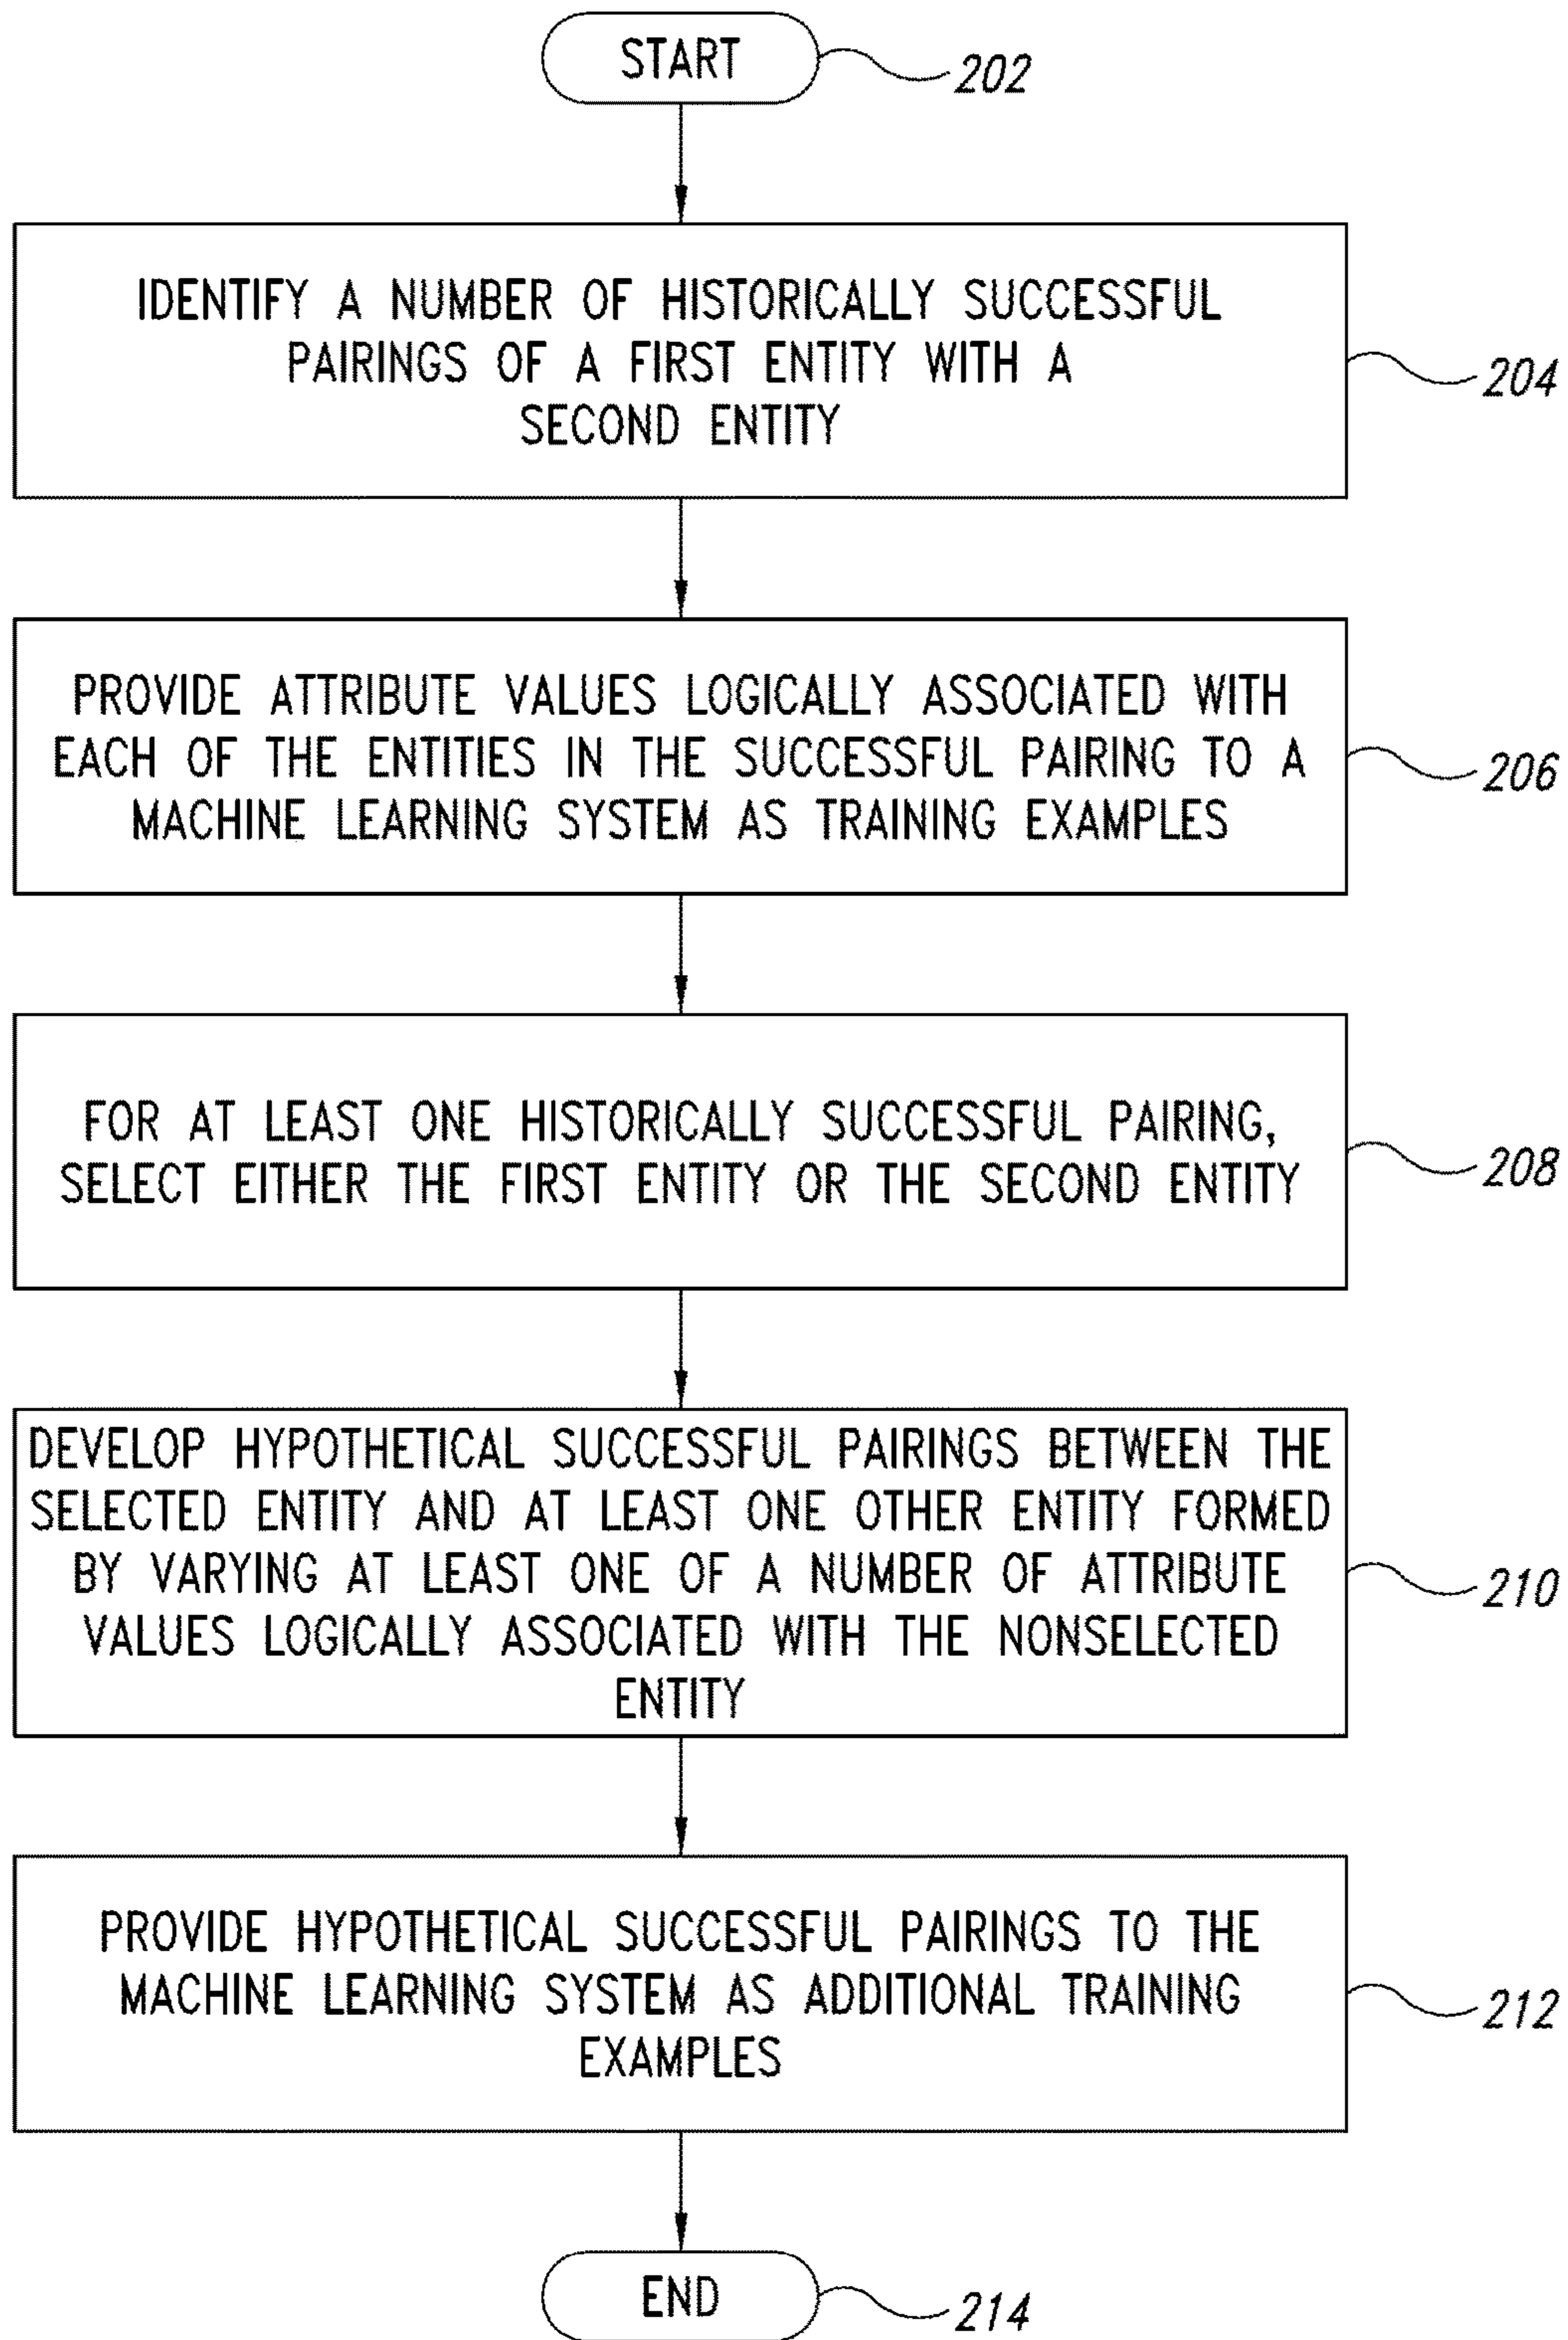 START
202
IDENTIFY A NUMBER OF HISTORICALLY SUCCESSFUL
PAIRINGS OF A FIRST ENTITY WITH A
SECOND ENTITY
204
PROVIDE ATTRIBUTE VALUES LOGICALLY ASSOCIATED WITH
EACH OF THE ENTITIES IN THE SUCCESSFUL PAIRING TO A
MACHINE LEARNING SYSTEM AS TRAINING EXAMPLES
206
FOR AT LEAST ONE HISTORICALLY SUCCESSFUL PAIRING,
SELECT EITHER THE FIRST ENTITY OR THE SECOND ENTITY
208
DEVELOP HYPOTHETICAL SUCCESSFUL PAIRINGS BETWEEN THE
SELECTED ENTITY AND AT LEAST ONE OTHER ENTITY FORMED
BY VARYING AT LEAST ONE OF A NUMBER OF ATTRIBUTE
VALUES LOGICALLY ASSOCIATED WITH THE NONSELECTED
ENTITY
210
PROVIDE HYPOTHETICAL SUCCESSFUL PAIRINGS TO THE
MACHINE LEARNING SYSTEM AS ADDITIONAL TRAINING
EXAMPLES
212
END
214